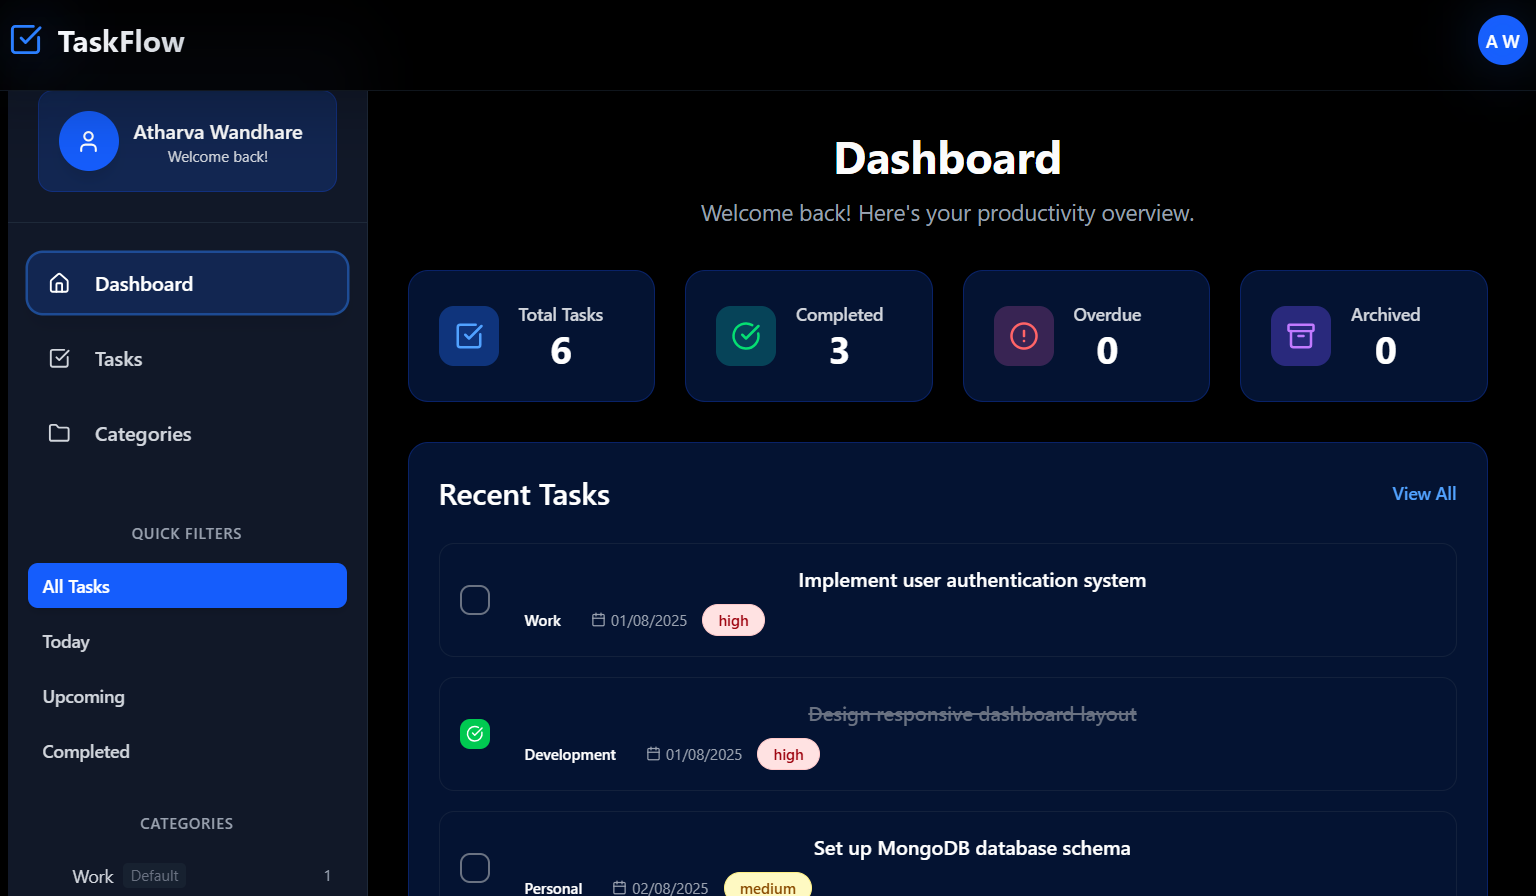 TaskFlow
A W
Atharva Wandhare
Welcome back!
Dashboard
Tasks
Categories
QUICK FILTERS
All Tasks
Today
Upcoming
Completed
CATEGORIES
Work Default 1
Dashboard
Welcome back! Here's your productivity overview.
Total Tasks
6
Completed
3
Overdue
0
Archived
0
Recent Tasks
View All
Implement user authentication system
Work 01/08/2025 high
Design responsive dashboard layout
Development 01/08/2025 high
Set up MongoDB database schema
Personal 02/08/2025 medium